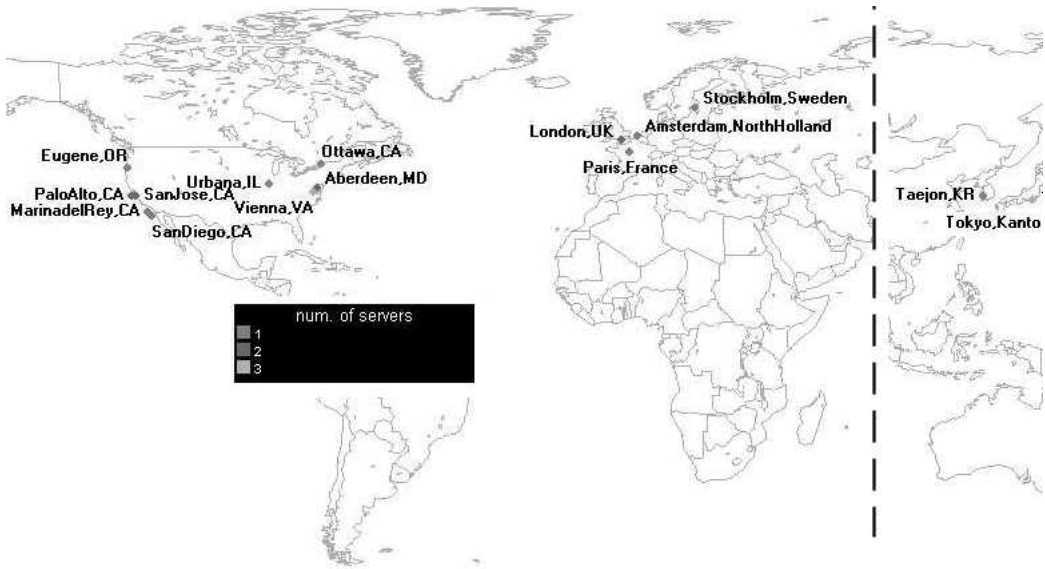 Stockholm,Sweden
London,UK
Amsterdam,NorthHolland
Paris,France
Eugene,OR
Ottawa,CA
Urbana,IL
Aberdeen,MD
PaloAlto,CA
SanJose,CA
Vienna,VA
MarinadelRey,CA
SanDiego,CA
Taejon,KR
Tokyo,Kanto
num. of servers
1
2
3